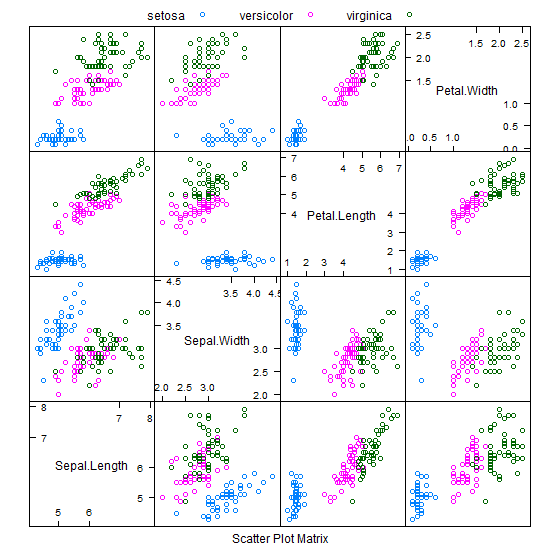 setosa versicolor virginica
1.5 2.0 2.5
2.5
2.0
1.5
Petal.Width
1.0
0.5
0.0
0.0 0.5 1.0
7
6
5
4
4 5 6 7
Petal.Length
1 2 3 4
4
3
2
1
4.5
4.0
3.5
3.5 4.0 4.5
Sepal.Width
2.0 2.5 3.0
3.0
2.5
2.0
8
7
7 8
Sepal.Length
5 6
6
5
Scatter Plot Matrix